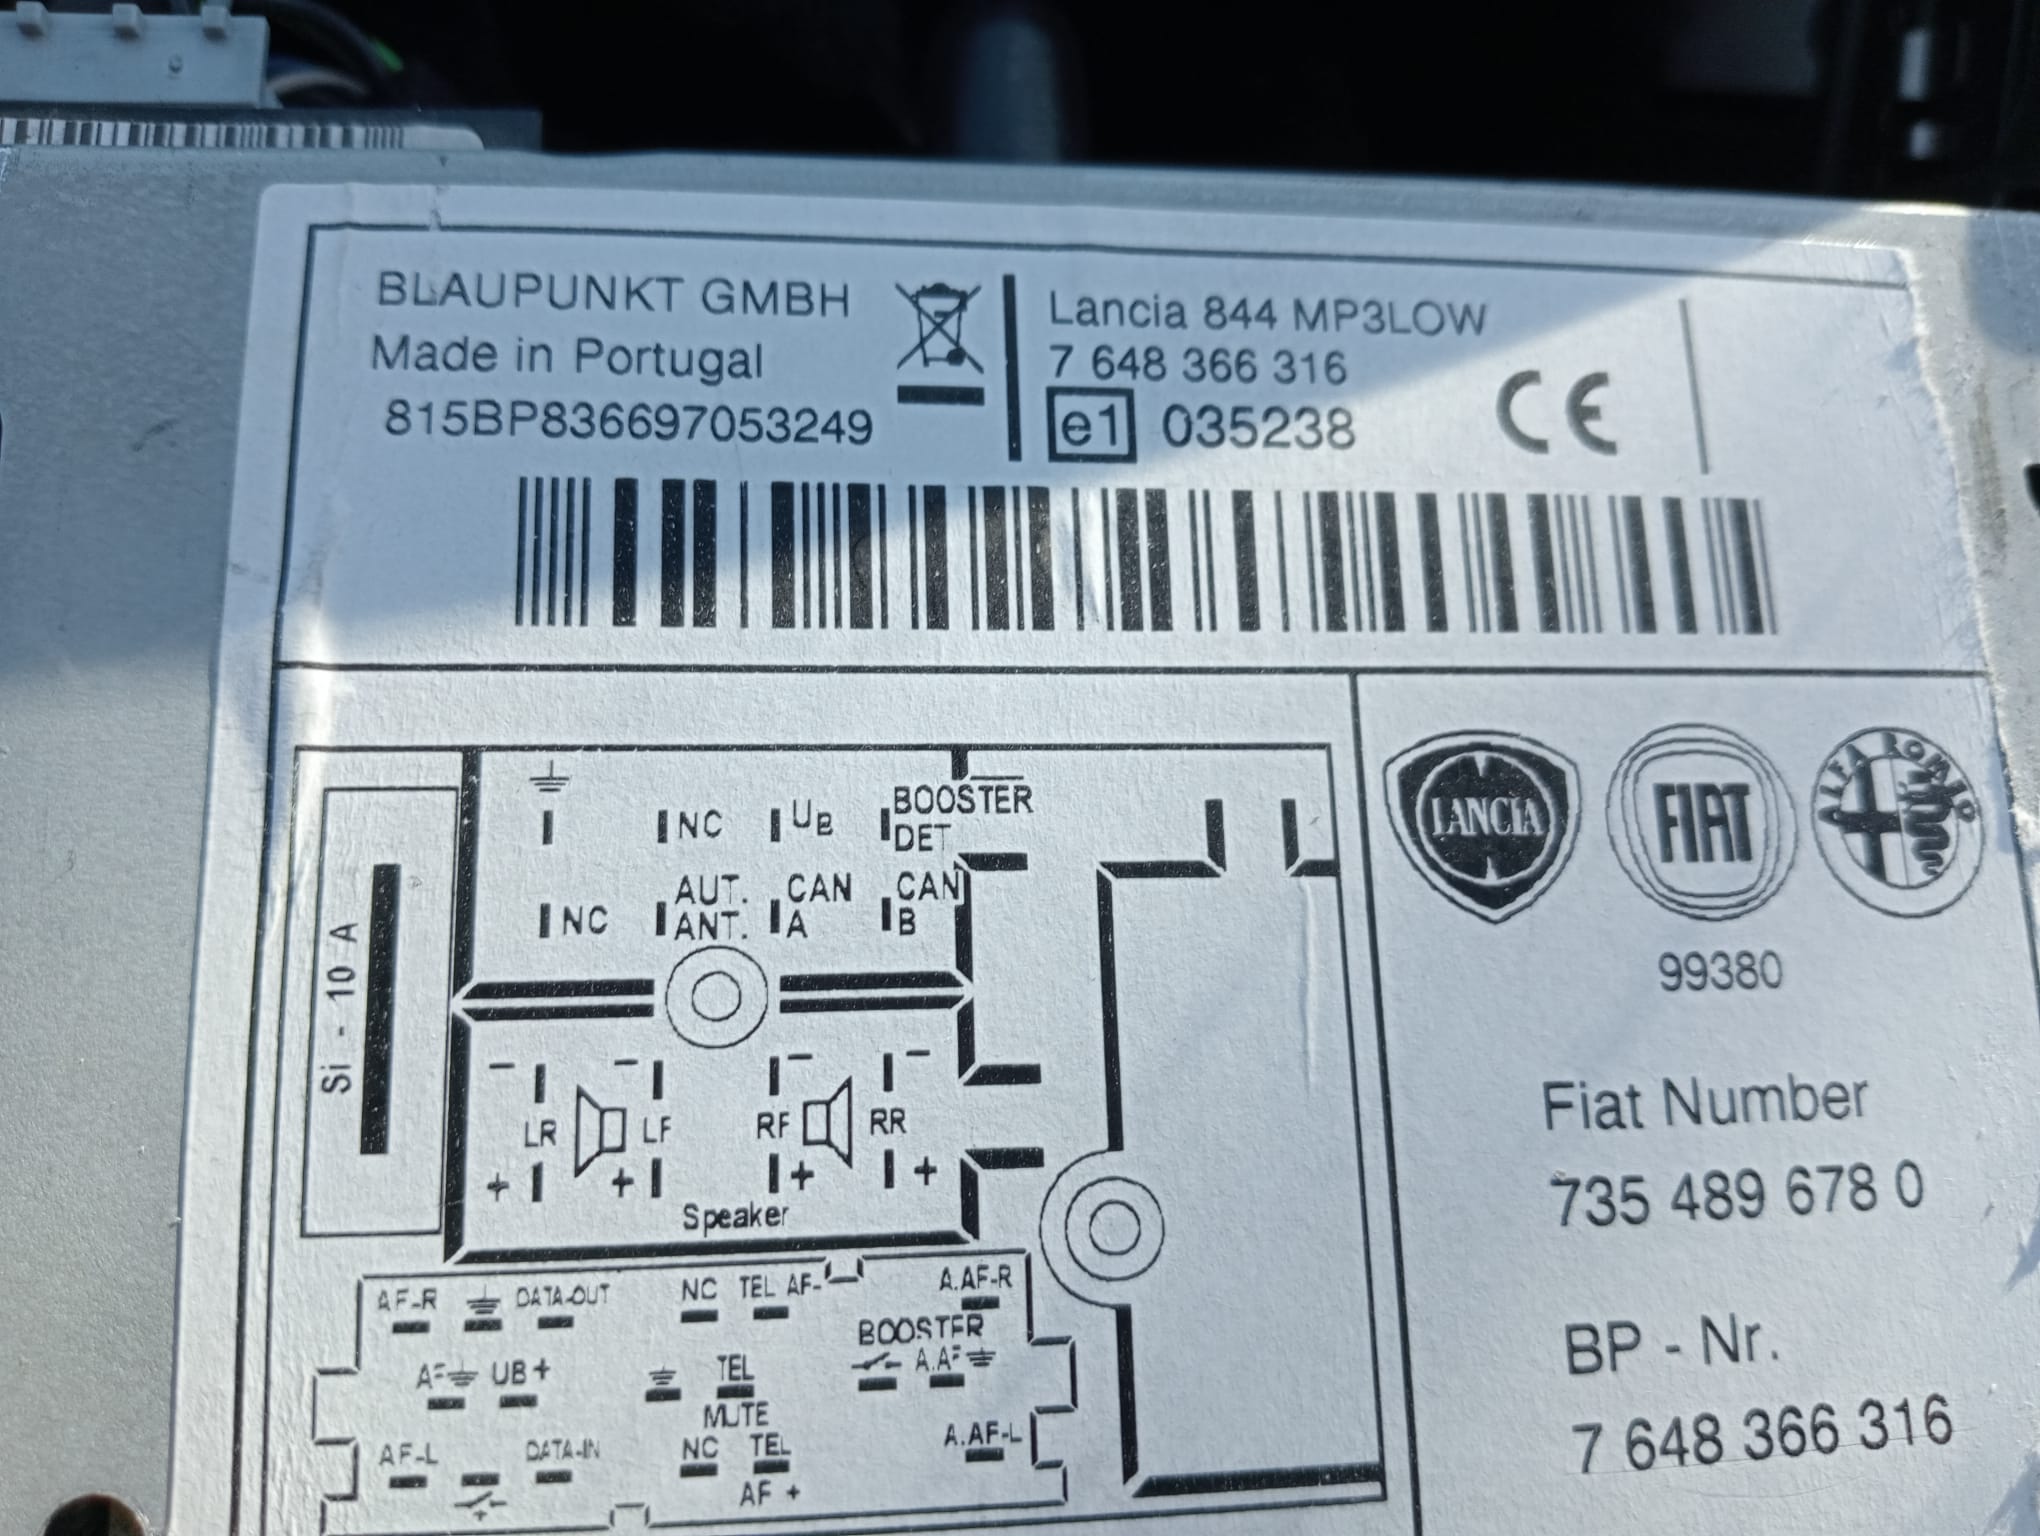 BLAUPUNKT GMBH
Made in Portugal
815BP836697053249
Lancia 844 MP3LOW
7 648 366 316
e1 035238
CE
Si - 10 A
NC
UB
BOOSTER
DET
NC
AUT.
ANT.
CAN
A
CAN
B
- - - -
LR LF RF RR
+ + + +
Speaker
AF-R
DATA-OUT
NC
TEL AF-
A.AF-R
BOOSTER
AF
UB +
TEL
MUTE
A.AF
AF-L
DATA-IN
NC
TEL
AF +
A.AF-L
LANCIA
FIAT
ALFA ROMEO
99380
Fiat Number
735 489 678 0
BP - Nr.
7 648 366 316